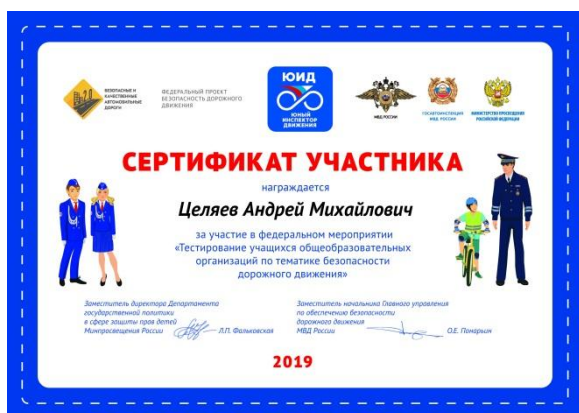 БЕЗОПАСНЫЕ И
КАЧЕСТВЕННЫЕ
АВТОМОБИЛЬНЫЕ
ДОРОГИ
ФЕДЕРАЛЬНЫЙ ПРОЕКТ
БЕЗОПАСНОСТЬ ДОРОЖНОГО
ДВИЖЕНИЯ
ЮИД
ЮНЫЙ
ИНСПЕКТОР
ДВИЖЕНИЯ
МВД РОССИИ
ГОСАВТОИНСПЕКЦИЯ
МВД РОССИИ
МИНИСТЕРСТВО ПРОСВЕЩЕНИЯ
РОССИЙСКОЙ ФЕДЕРАЦИИ
СЕРТИФИКАТ УЧАСТНИКА
награждается
Целяев Андрей Михайлович
за участие в федеральном мероприятии
«Тестирование учащихся общеобразовательных
организаций по тематике безопасности
дорожного движения»
Заместитель директора Департамента
государственной политики
в сфере защиты прав детей
Минпросвещения России Л.П. Фальковская
Заместитель начальника Главного управления
по обеспечению безопасности
дорожного движения
МВД России О.Е. Понарьин
2019